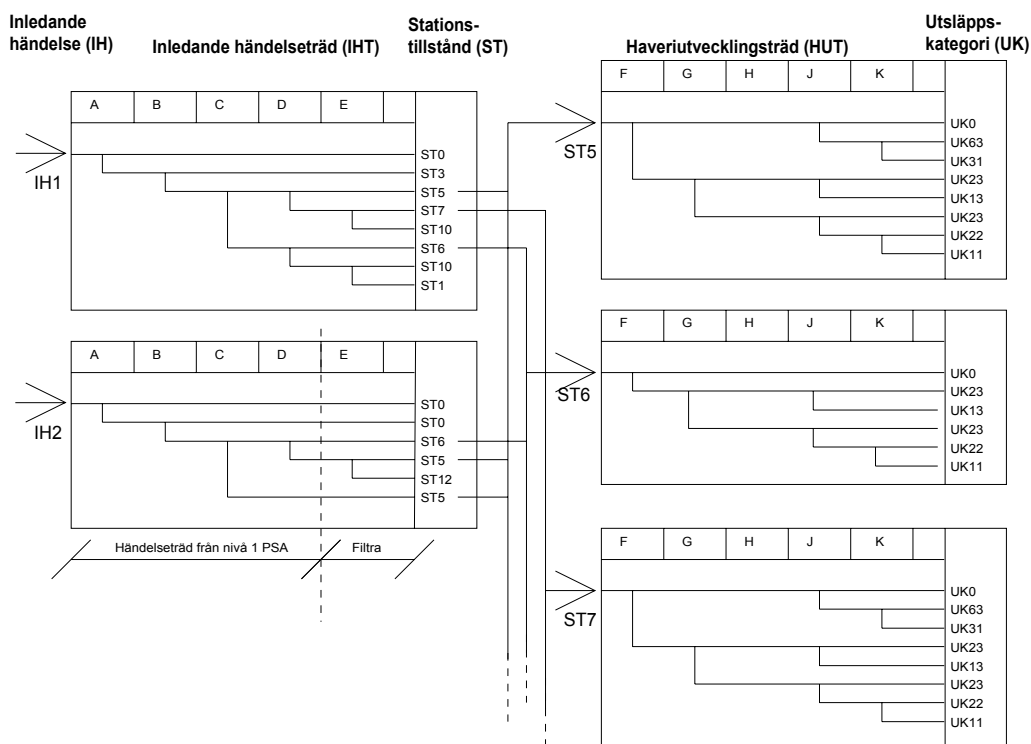 Inledande
händelse (IH)
Inledande händelseträd (IHT)
Stations-
tillstånd (ST)
Haveriutvecklingsträd (HUT)
Utsläpps-
kategori (UK)
A B C D E
IH1
ST0
ST3
ST5
ST7
ST10
ST6
ST10
ST1
A B C D E
IH2
ST0
ST0
ST6
ST5
ST12
ST5
Händelseträd från nivå 1 PSA
Filtra
F G H J K
ST5
UK0
UK63
UK31
UK23
UK13
UK23
UK22
UK11
F G H J K
ST6
UK0
UK23
UK13
UK23
UK22
UK11
F G H J K
ST7
UK0
UK63
UK31
UK23
UK13
UK23
UK22
UK11